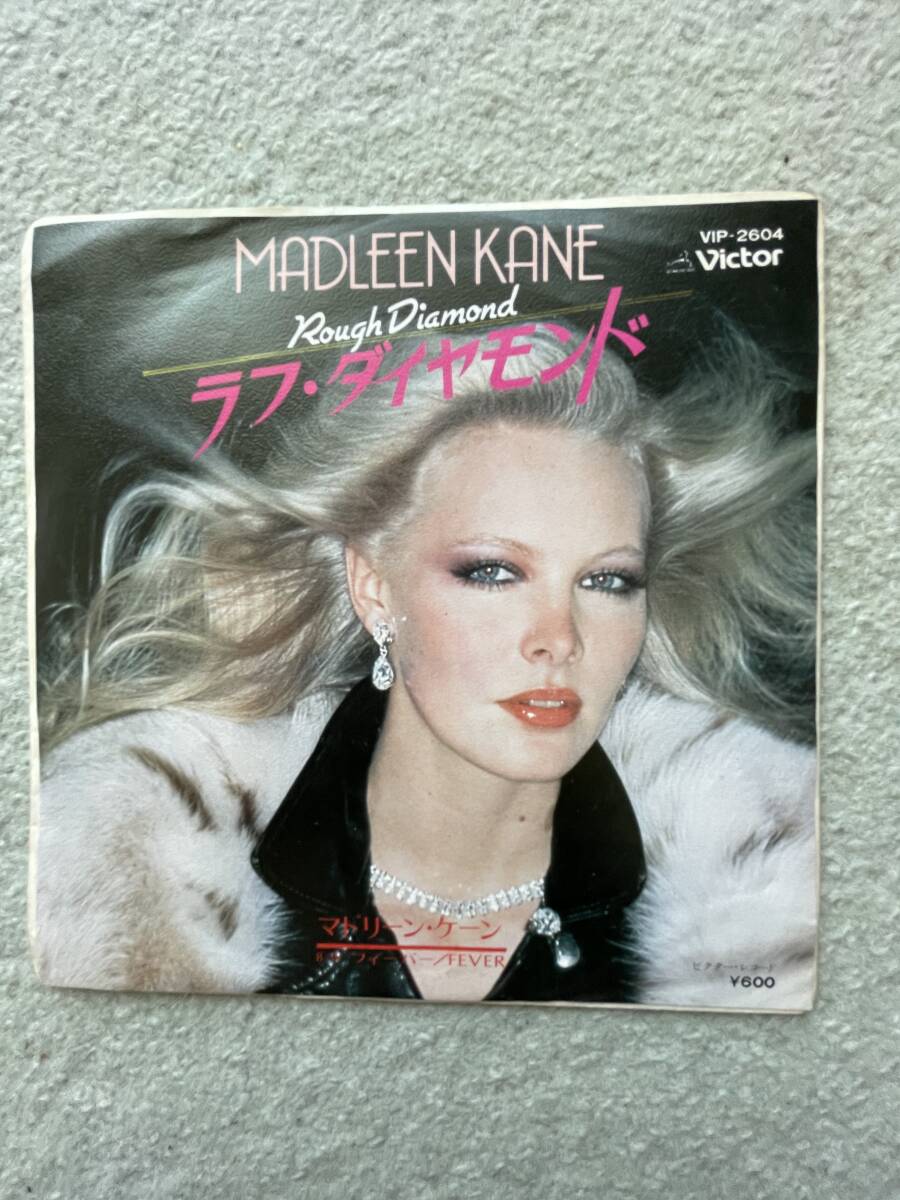 MADLEEN KANE
VIP-2604
Victor
Rough Diamond
ラフ・ダイヤモンド
マドリーン・ケーン
フィーバー/FEVER
ビクター・レコード
¥600